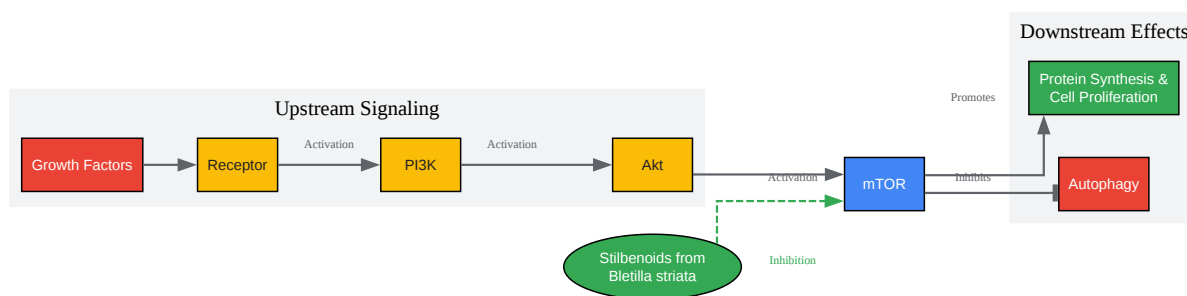 Downstream Effects
Protein Synthesis &
Cell Proliferation
Promotes
Upstream Signaling
Growth Factors
Receptor
Activation
PI3K
Activation
Akt
Activation
mTOR
Inhibits
Autophagy
Stilbenoids from
Bletilla striata
Inhibition